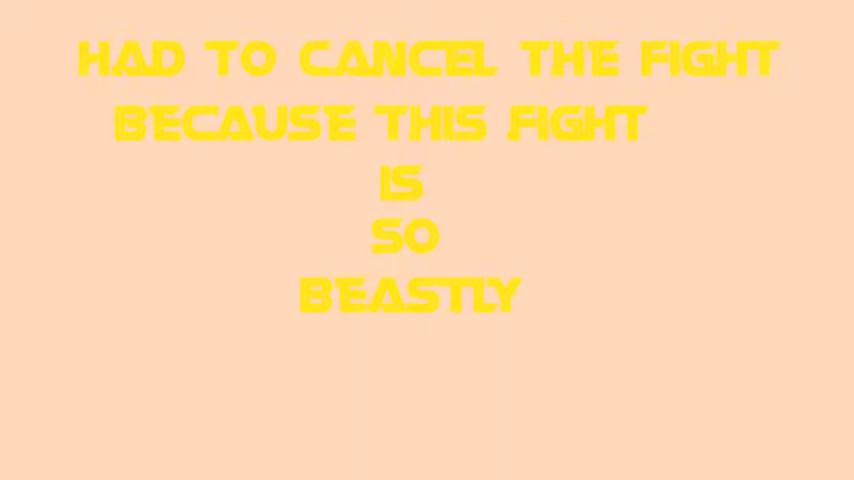 HAD TO CANCEL THE FIGHT
BECAUSE THIS FIGHT
IS
SO
BEASTLY